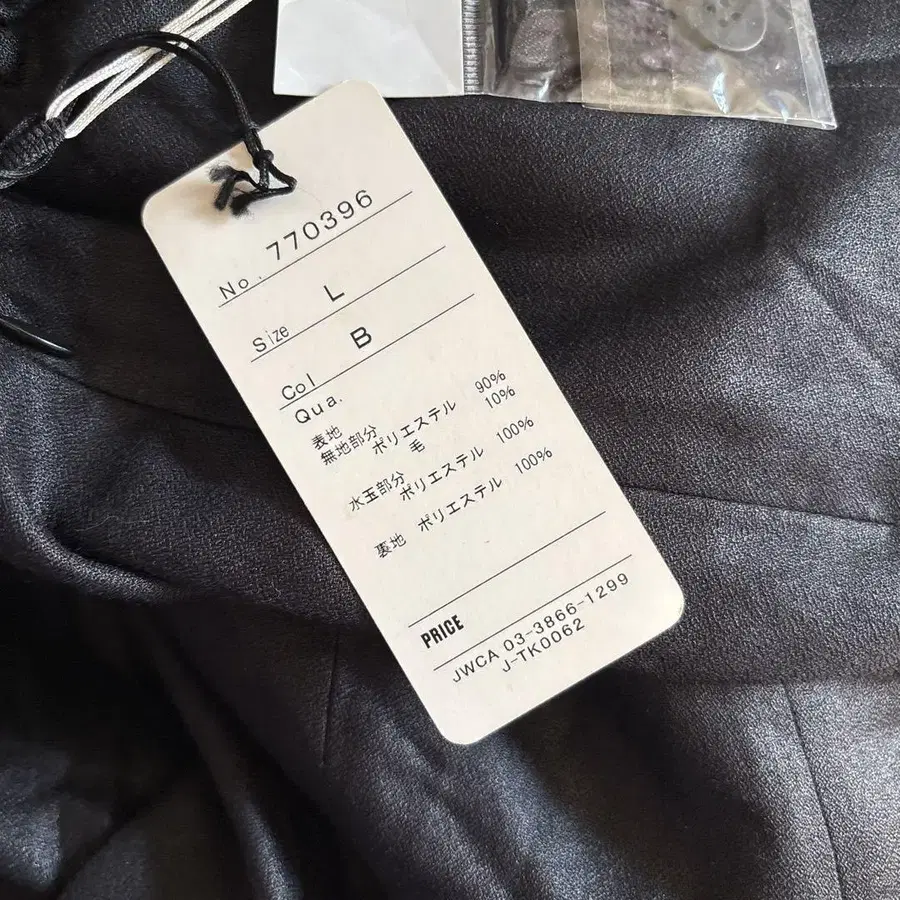 No. 770396
Size L
Col B
Qua.
表地
無地部分
ポリエステル 90%
毛 10%
水玉部分
ポリエステル 100%
裏地 ポリエステル 100%
PRICE
JWCA 03-3866-1299
J-TK0062